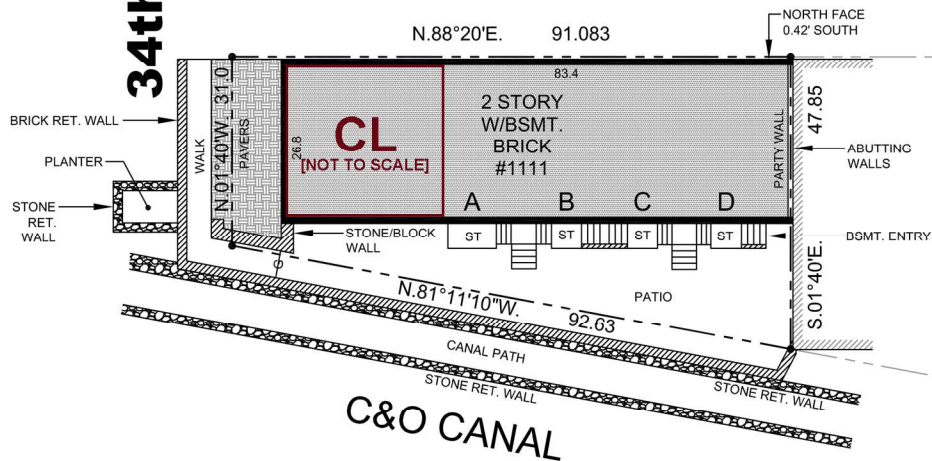 34th
N.88°20'E. 91.083
NORTH FACE
0.42' SOUTH
83.4
BRICK RET. WALL
PLANTER
STONE
RET.
WALL
WALK
N.01°40'W. 31.0
PAVERS
26.8
CL
[NOT TO SCALE]
2 STORY
W/BSMT.
BRICK
#1111
A B C D
PARTY WALL
47.85
S.01°40'E.
ABUTTING
WALLS
ST ST ST ST
BSMT. ENTRY
STONE/BLOCK
WALL
G
N.81°11'10"W. 92.63
PATIO
CANAL PATH
STONE RET. WALL
STONE RET. WALL
C&O CANAL